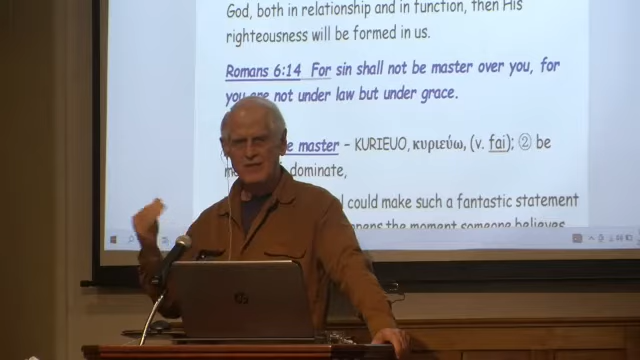 God, both in relationship and in function, then His
righteousness will be formed in us.
Romans 6:14 For sin shall not be master over you, for
you are not under law but under grace.
be master – KURIEUO, κυριεύω, (v. fai); ② be
dominate,
I could make such a fantastic statement
the moment someone believes
hp